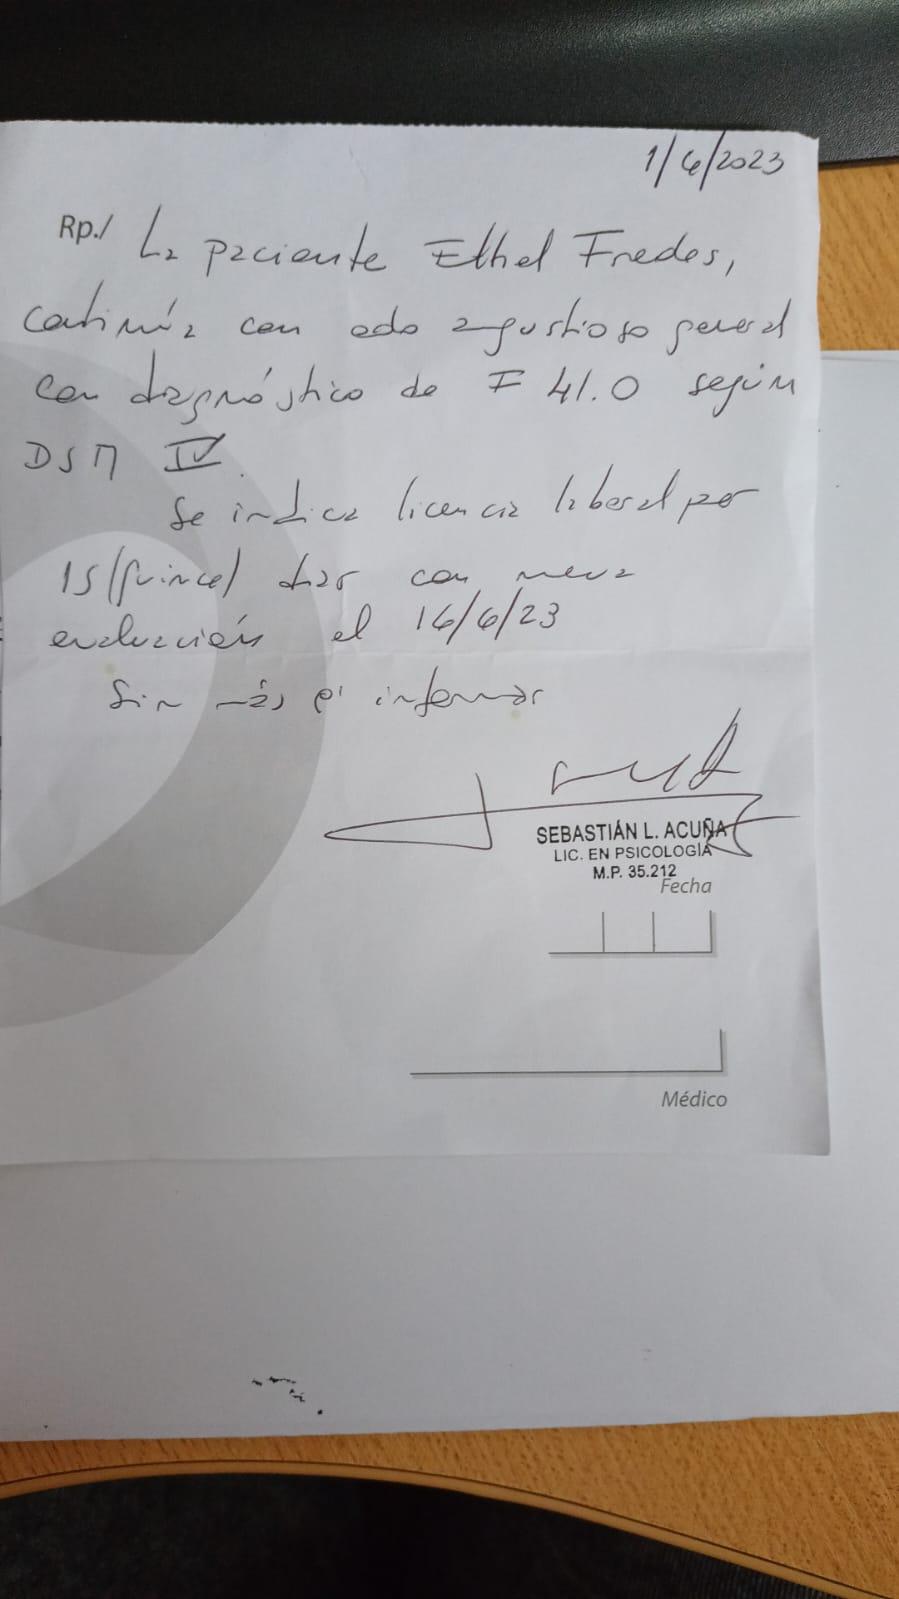 1/6/2023
Rp./ La paciente Ethel Fredes,
continúa con edo angustioso general
con diagnóstico de F 41.0 según
DSM IV.
Se indica licencia laboral por
15 (quince) días con nueva
evaluación el 16/6/23
Sin más q' informar
SEBASTIÁN L. ACUÑA
LIC. EN PSICOLOGÍA
M.P. 35.212
Fecha
Médico